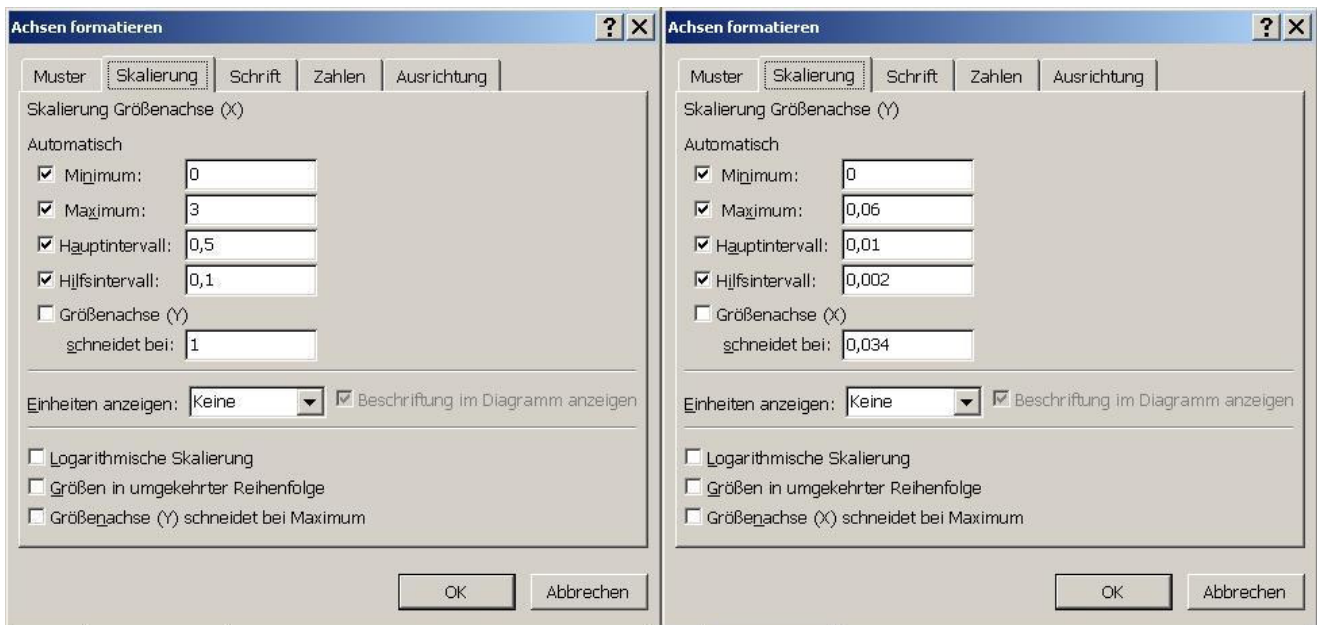 Achsen formatieren
Muster Skalierung Schrift Zahlen Ausrichtung
Skalierung Größenachse (X)
Automatisch
Minimum: 0
Maximum: 3
Hauptintervall: 0,5
Hilfsintervall: 0,1
Größenachse (Y)
schneidet bei: 1
Einheiten anzeigen: Keine Beschriftung im Diagramm anzeigen
Logarithmische Skalierung
Größen in umgekehrter Reihenfolge
Größenachse (Y) schneidet bei Maximum
OK Abbrechen
Achsen formatieren
Muster Skalierung Schrift Zahlen Ausrichtung
Skalierung Größenachse (Y)
Automatisch
Minimum: 0
Maximum: 0,06
Hauptintervall: 0,01
Hilfsintervall: 0,002
Größenachse (X)
schneidet bei: 0,034
Einheiten anzeigen: Keine Beschriftung im Diagramm anzeigen
Logarithmische Skalierung
Größen in umgekehrter Reihenfolge
Größenachse (X) schneidet bei Maximum
OK Abbrechen